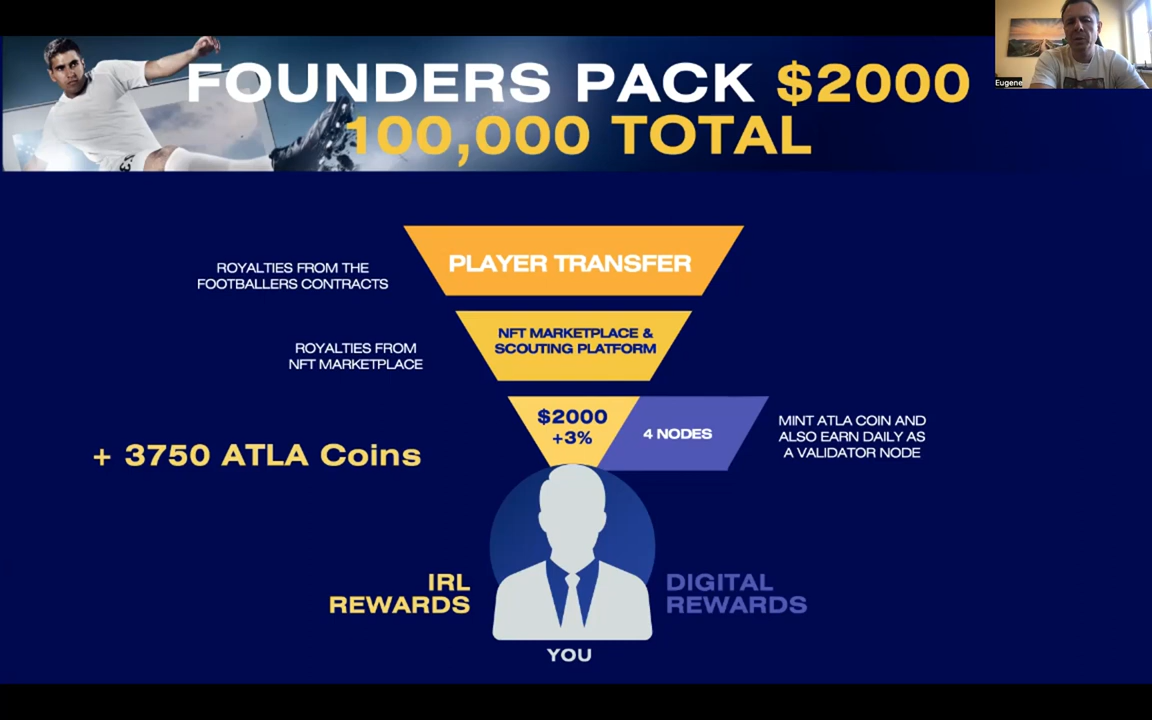 FOUNDERS PACK $2000
100,000 TOTAL
Eugene
PLAYER TRANSFER
ROYALTIES FROM THE
FOOTBALLERS CONTRACTS
NFT MARKETPLACE &
SCOUTING PLATFORM
ROYALTIES FROM
NFT MARKETPLACE
$2000
+3%
4 NODES
MINT ATLA COIN AND
ALSO EARN DAILY AS
A VALIDATOR NODE
+ 3750 ATLA Coins
IRL
REWARDS
DIGITAL
REWARDS
YOU